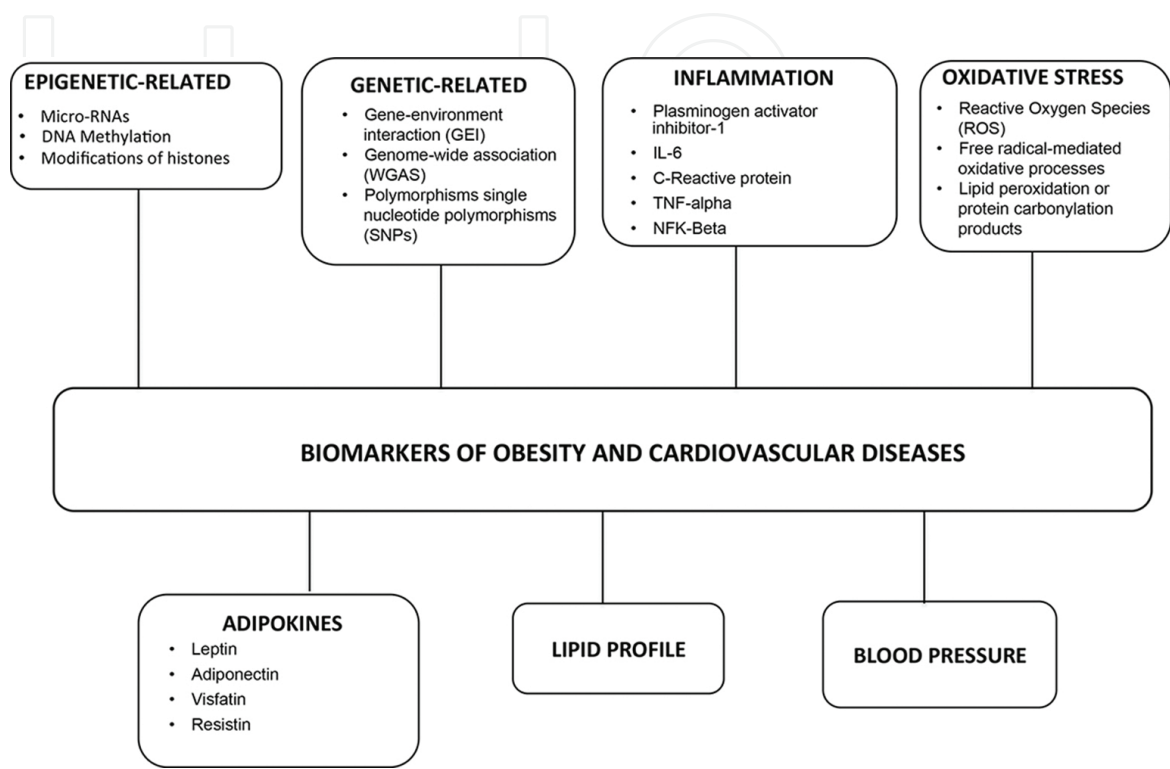 EPIGENETIC-RELATED
• Micro-RNAs
• DNA Methylation
• Modifications of histones
GENETIC-RELATED
• Gene-environment
interaction (GEI)
• Genome-wide association
(WGAS)
• Polymorphisms single
nucleotide polymorphisms
(SNPs)
INFLAMMATION
• Plasminogen activator
inhibitor-1
• IL-6
• C-Reactive protein
• TNF-alpha
• NFK-Beta
OXIDATIVE STRESS
• Reactive Oxygen Species
(ROS)
• Free radical-mediated
oxidative processes
• Lipid peroxidation or
protein carbonylation
products
BIOMARKERS OF OBESITY AND CARDIOVASCULAR DISEASES
ADIPOKINES
• Leptin
• Adiponectin
• Visfatin
• Resistin
LIPID PROFILE
BLOOD PRESSURE